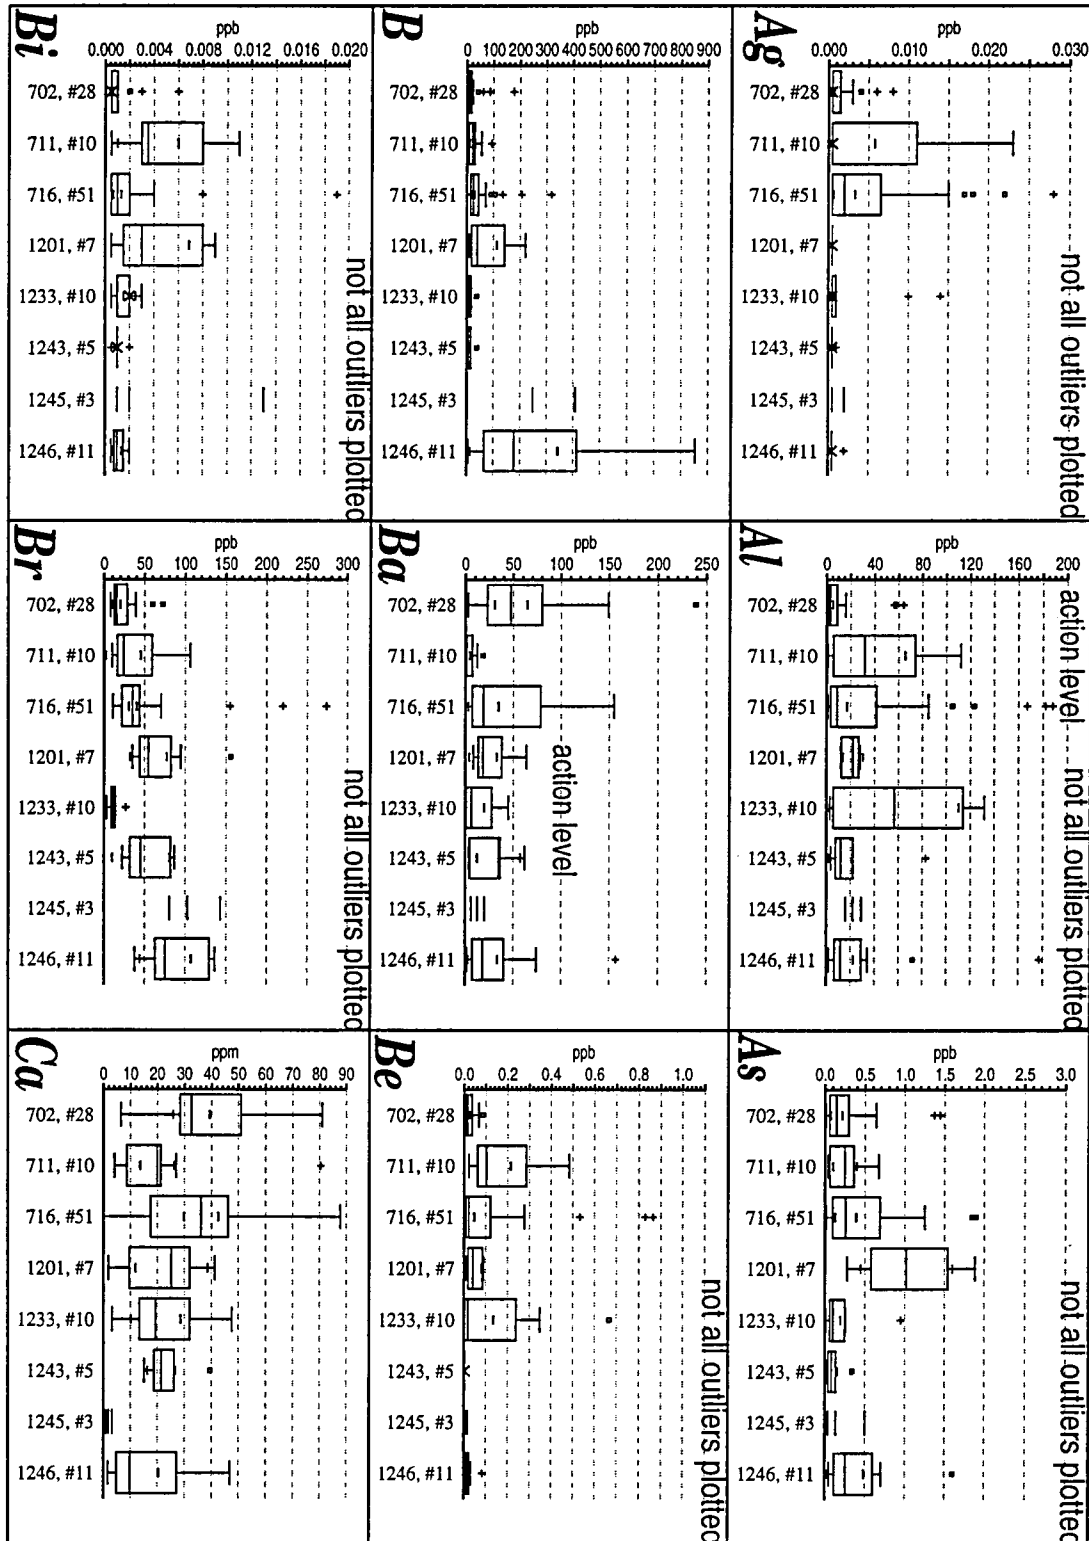 Ag
ppb
0.000 0.010 0.020 0.030
702, #28
711, #10
716, #51
1201, #7
1233, #10
1243, #5
1245, #3
1246, #11
not all outliers plotted
Al
ppb
0 40 80 120 160 200
702, #28
711, #10
716, #51
1201, #7
1233, #10
1243, #5
1245, #3
1246, #11
action level
not all outliers plotted
As
ppb
0.0 0.5 1.0 1.5 2.0 2.5 3.0
702, #28
711, #10
716, #51
1201, #7
1233, #10
1243, #5
1245, #3
1246, #11
not all outliers plotted
B
ppb
0 100 200 300 400 500 600 700 800 900
702, #28
711, #10
716, #51
1201, #7
1233, #10
1243, #5
1245, #3
1246, #11
Ba
ppb
0 50 100 150 200 250
702, #28
711, #10
716, #51
1201, #7
1233, #10
1243, #5
1245, #3
1246, #11
action level
Be
ppb
0.0 0.2 0.4 0.6 0.8 1.0
702, #28
711, #10
716, #51
1201, #7
1233, #10
1243, #5
1245, #3
1246, #11
not all outliers plotted
Bi
ppb
0.000 0.004 0.008 0.012 0.016 0.020
702, #28
711, #10
716, #51
1201, #7
1233, #10
1243, #5
1245, #3
1246, #11
not all outliers plotted
Br
ppb
0 50 100 150 200 250 300
702, #28
711, #10
716, #51
1201, #7
1233, #10
1243, #5
1245, #3
1246, #11
not all outliers plotted
Ca
ppm
0 10 20 30 40 50 60 70 80 90
702, #28
711, #10
716, #51
1201, #7
1233, #10
1243, #5
1245, #3
1246, #11